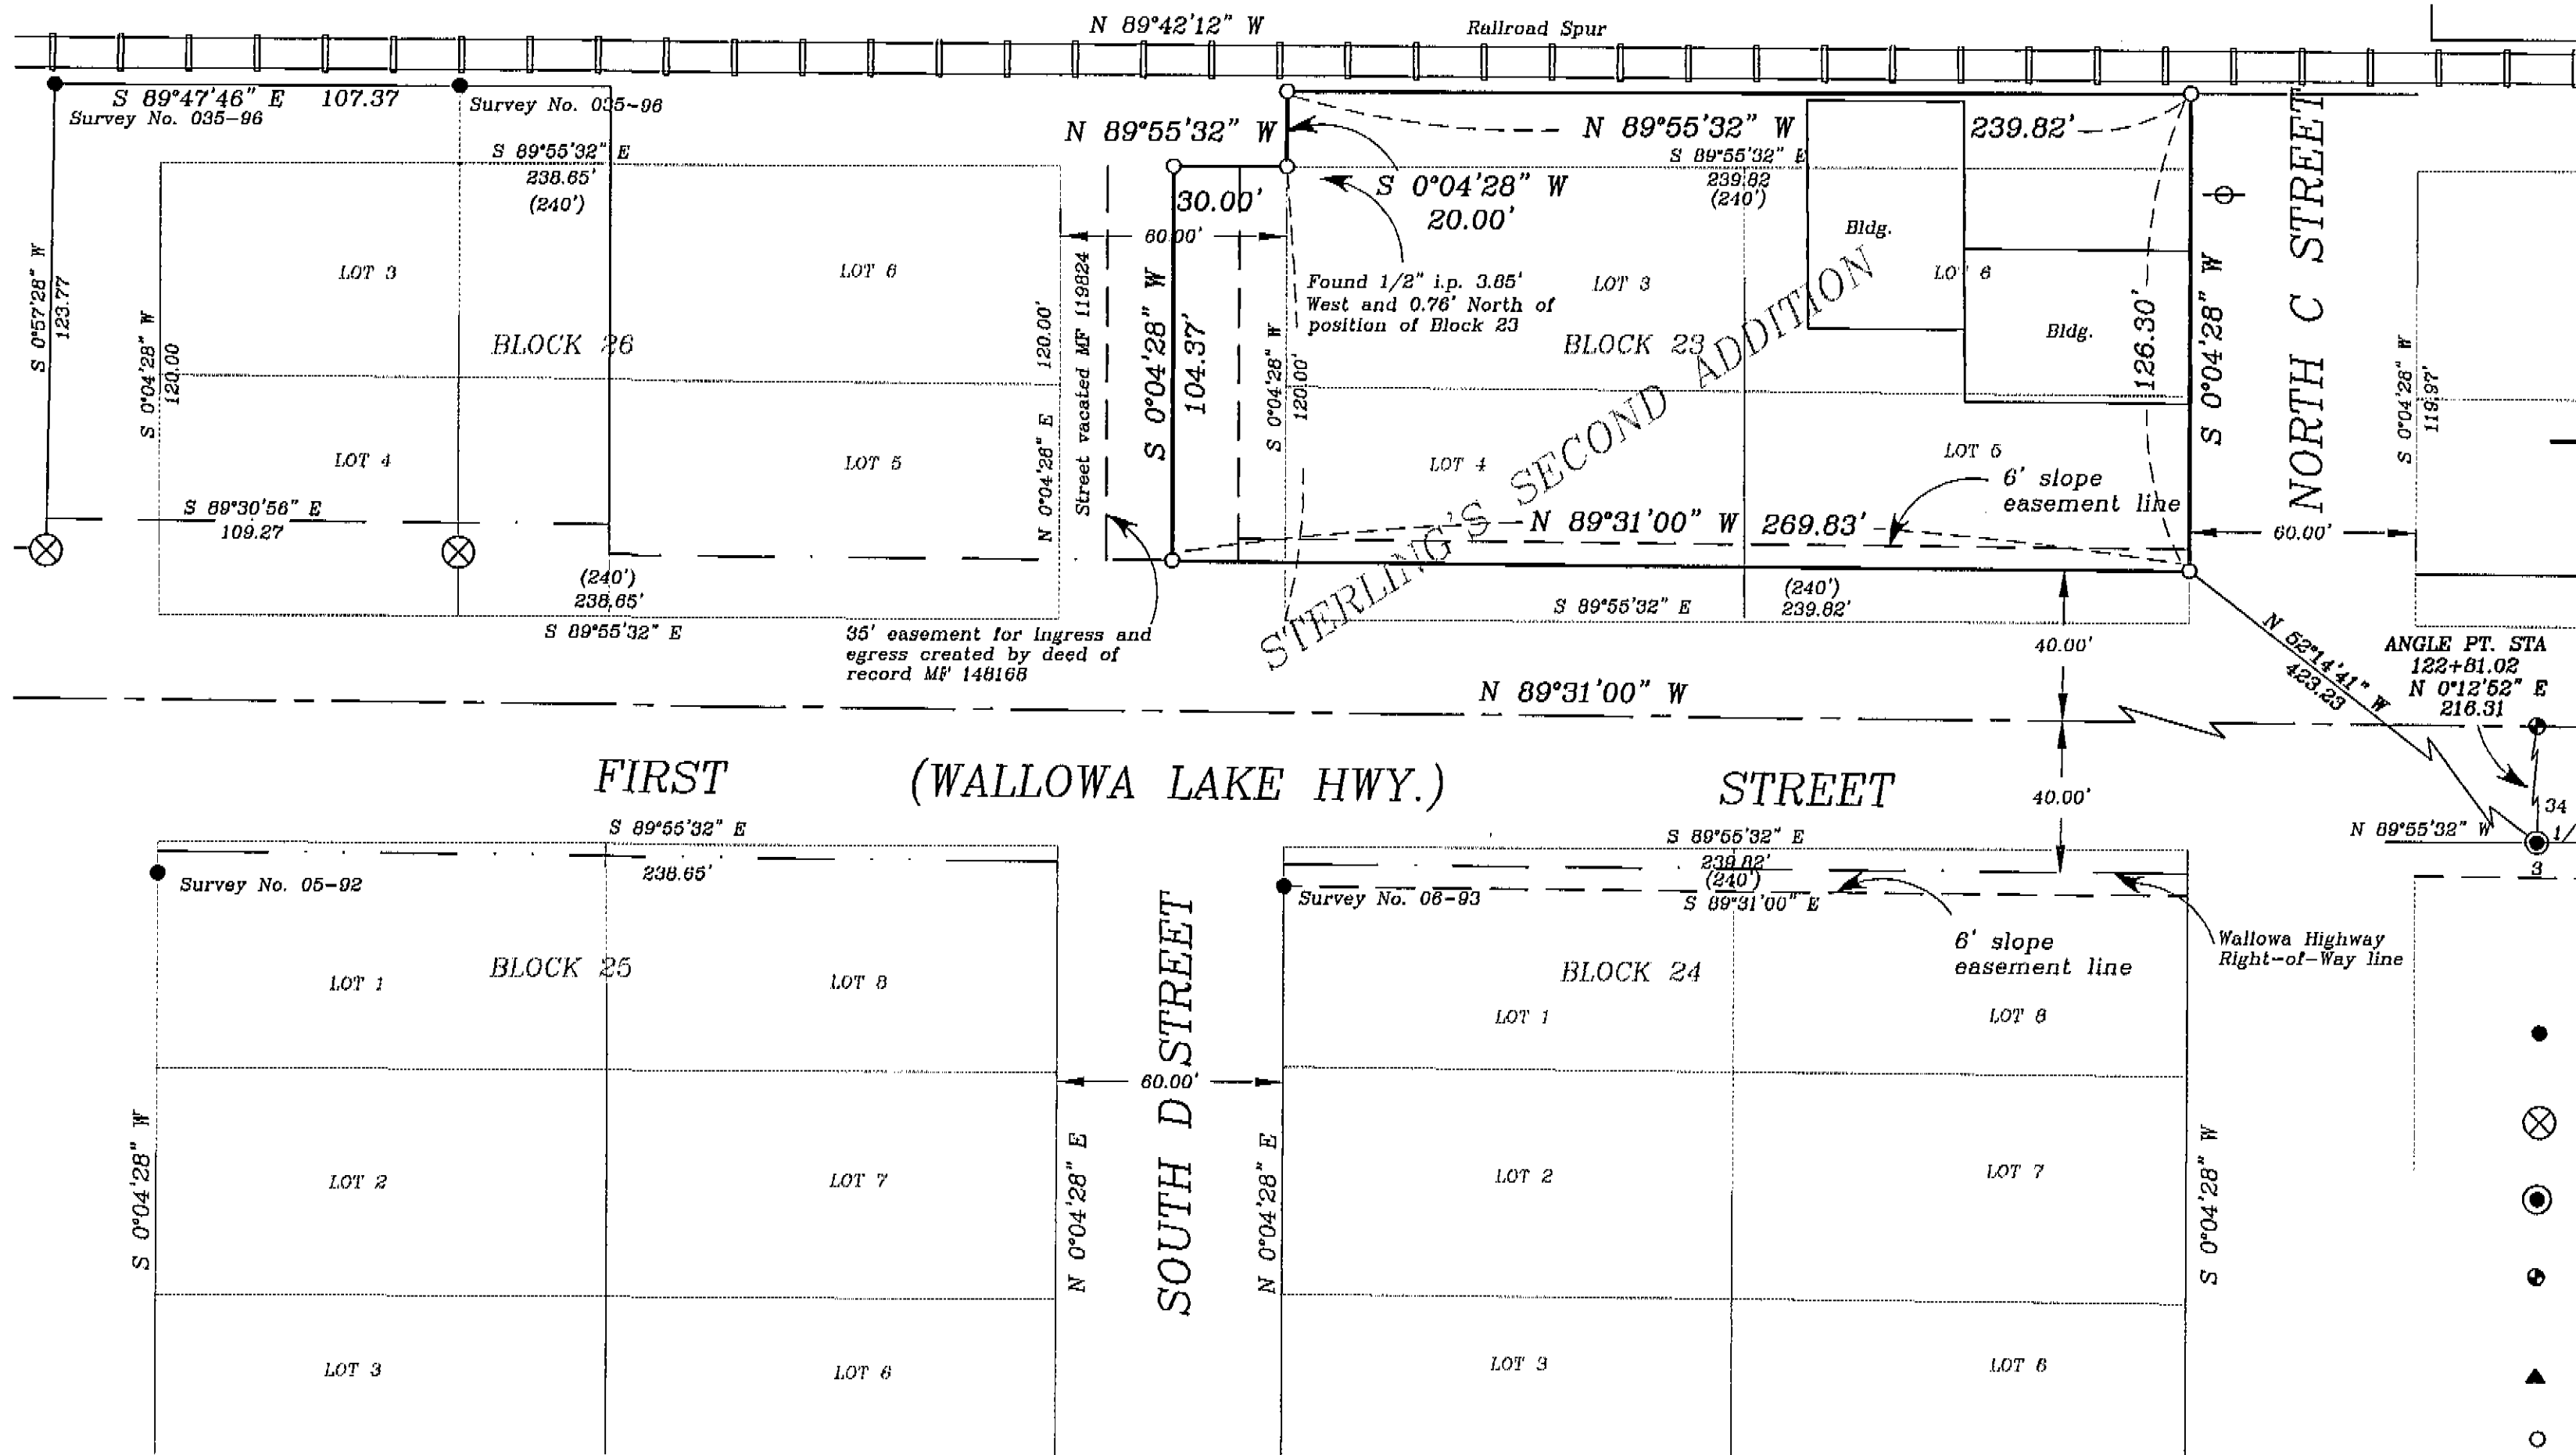 N 89°42'12" W
Railroad Spur
S 89°47'46" E 107.37
Survey No. 035-96
Survey No. 035-96
N 89°55'32" W
N 89°55'32" W 239.82'
S 89°55'32" E
238.65'
(240')
S 89°55'32" E
239.82
(240')
30.00'
S 0°04'28" W
20.00'
60.00'
Bldg.
Bldg.
LOT 3
LOT 6
LOT 3
LOT 6
Found 1/2" i.p. 3.85'
West and 0.76' North of
position of Block 23
S 0°57'28" W
123.77
S 0°04'28" W
120.00
BLOCK 26
120.00'
N 0°04'28" E
Street vacated MF 119824
S 0°04'28" W
104.37'
S 0°04'28" W
120.00'
BLOCK 23
STERLING'S SECOND ADDITION
126.30'
S 0°04'28" W
NORTH C STREET
S 0°04'28" W
119.97'
LOT 4
LOT 5
LOT 4
LOT 5
6' slope
easement line
S 89°30'56" E
109.27
N 89°31'00" W 269.83'
60.00'
(240')
238.65'
S 89°55'32" E
(240')
239.82'
S 89°55'32" E
35' easement for ingress and
egress created by deed of
record MF 148168
40.00'
N 52°14'41" W
423.23
ANGLE PT. STA
122+81.02
N 0°12'52" E
216.31
N 89°31'00" W
FIRST (WALLOWA LAKE HWY.) STREET
40.00'
34
N 89°55'32" W
1/
3
S 89°55'32" E
238.65'
S 89°55'32" E
239.82'
(240')
S 89°31'00" E
Survey No. 05-92
Survey No. 06-93
6' slope
easement line
Wallowa Highway
Right-of-Way line
BLOCK 25
BLOCK 24
LOT 1
LOT 8
LOT 1
LOT 8
SOUTH D STREET
60.00'
S 0°04'28" W
N 0°04'28" E
N 0°04'28" E
S 0°04'28" W
LOT 2
LOT 7
LOT 2
LOT 7
LOT 3
LOT 6
LOT 3
LOT 6